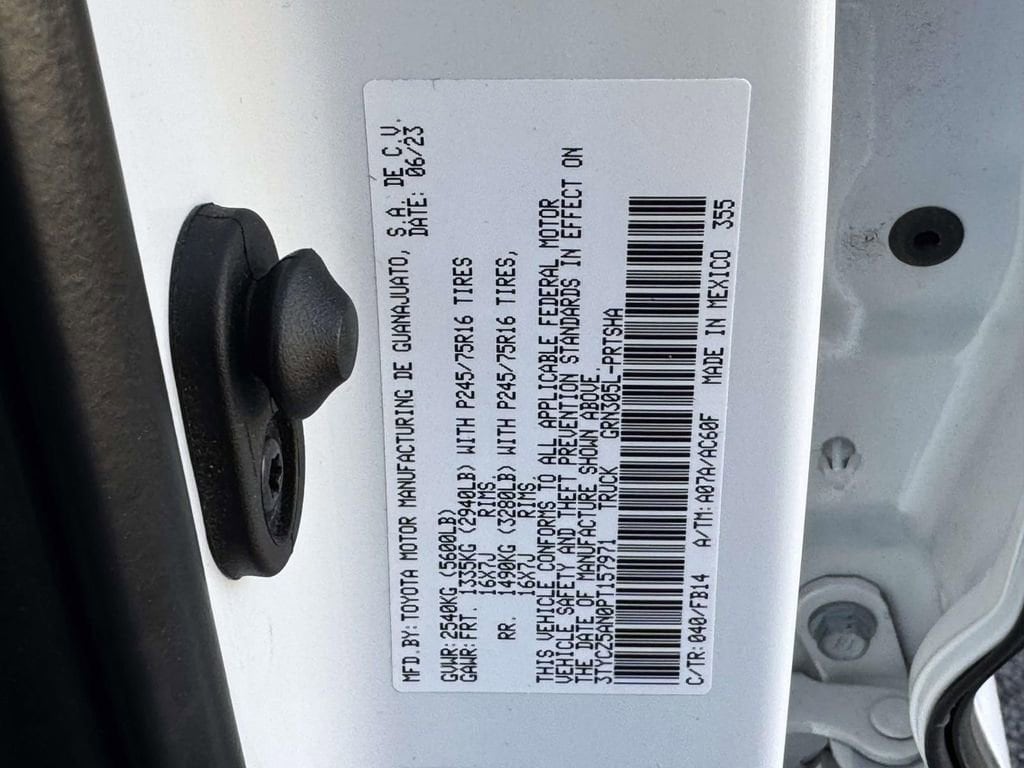 MFD.BY:TOYOTA MOTOR MANUFACTURING DE GUANAJUATO, S.A. DE C.V.
DATE: 06/23
GVWR:2540KG (5600LB)
GAWR:FRT. 1335KG (2940LB) WITH P245/75R16 TIRES
16X7J RIMS.
RR. 1490KG (3280LB) WITH P245/75R16 TIRES,
16X7J RIMS.
THIS VEHICLE CONFORMS TO ALL APPLICABLE FEDERAL MOTOR
VEHICLE SAFETY AND THEFT PREVENTION STANDARDS IN EFFECT ON
THE DATE OF MANUFACTURE SHOWN ABOVE.
3TYCZ5AN0PT157971 TRUCK GRN305L-PRTSHA
C/TR:040/FB14 A/TM:A07A/AC60F MADE IN MEXICO 355